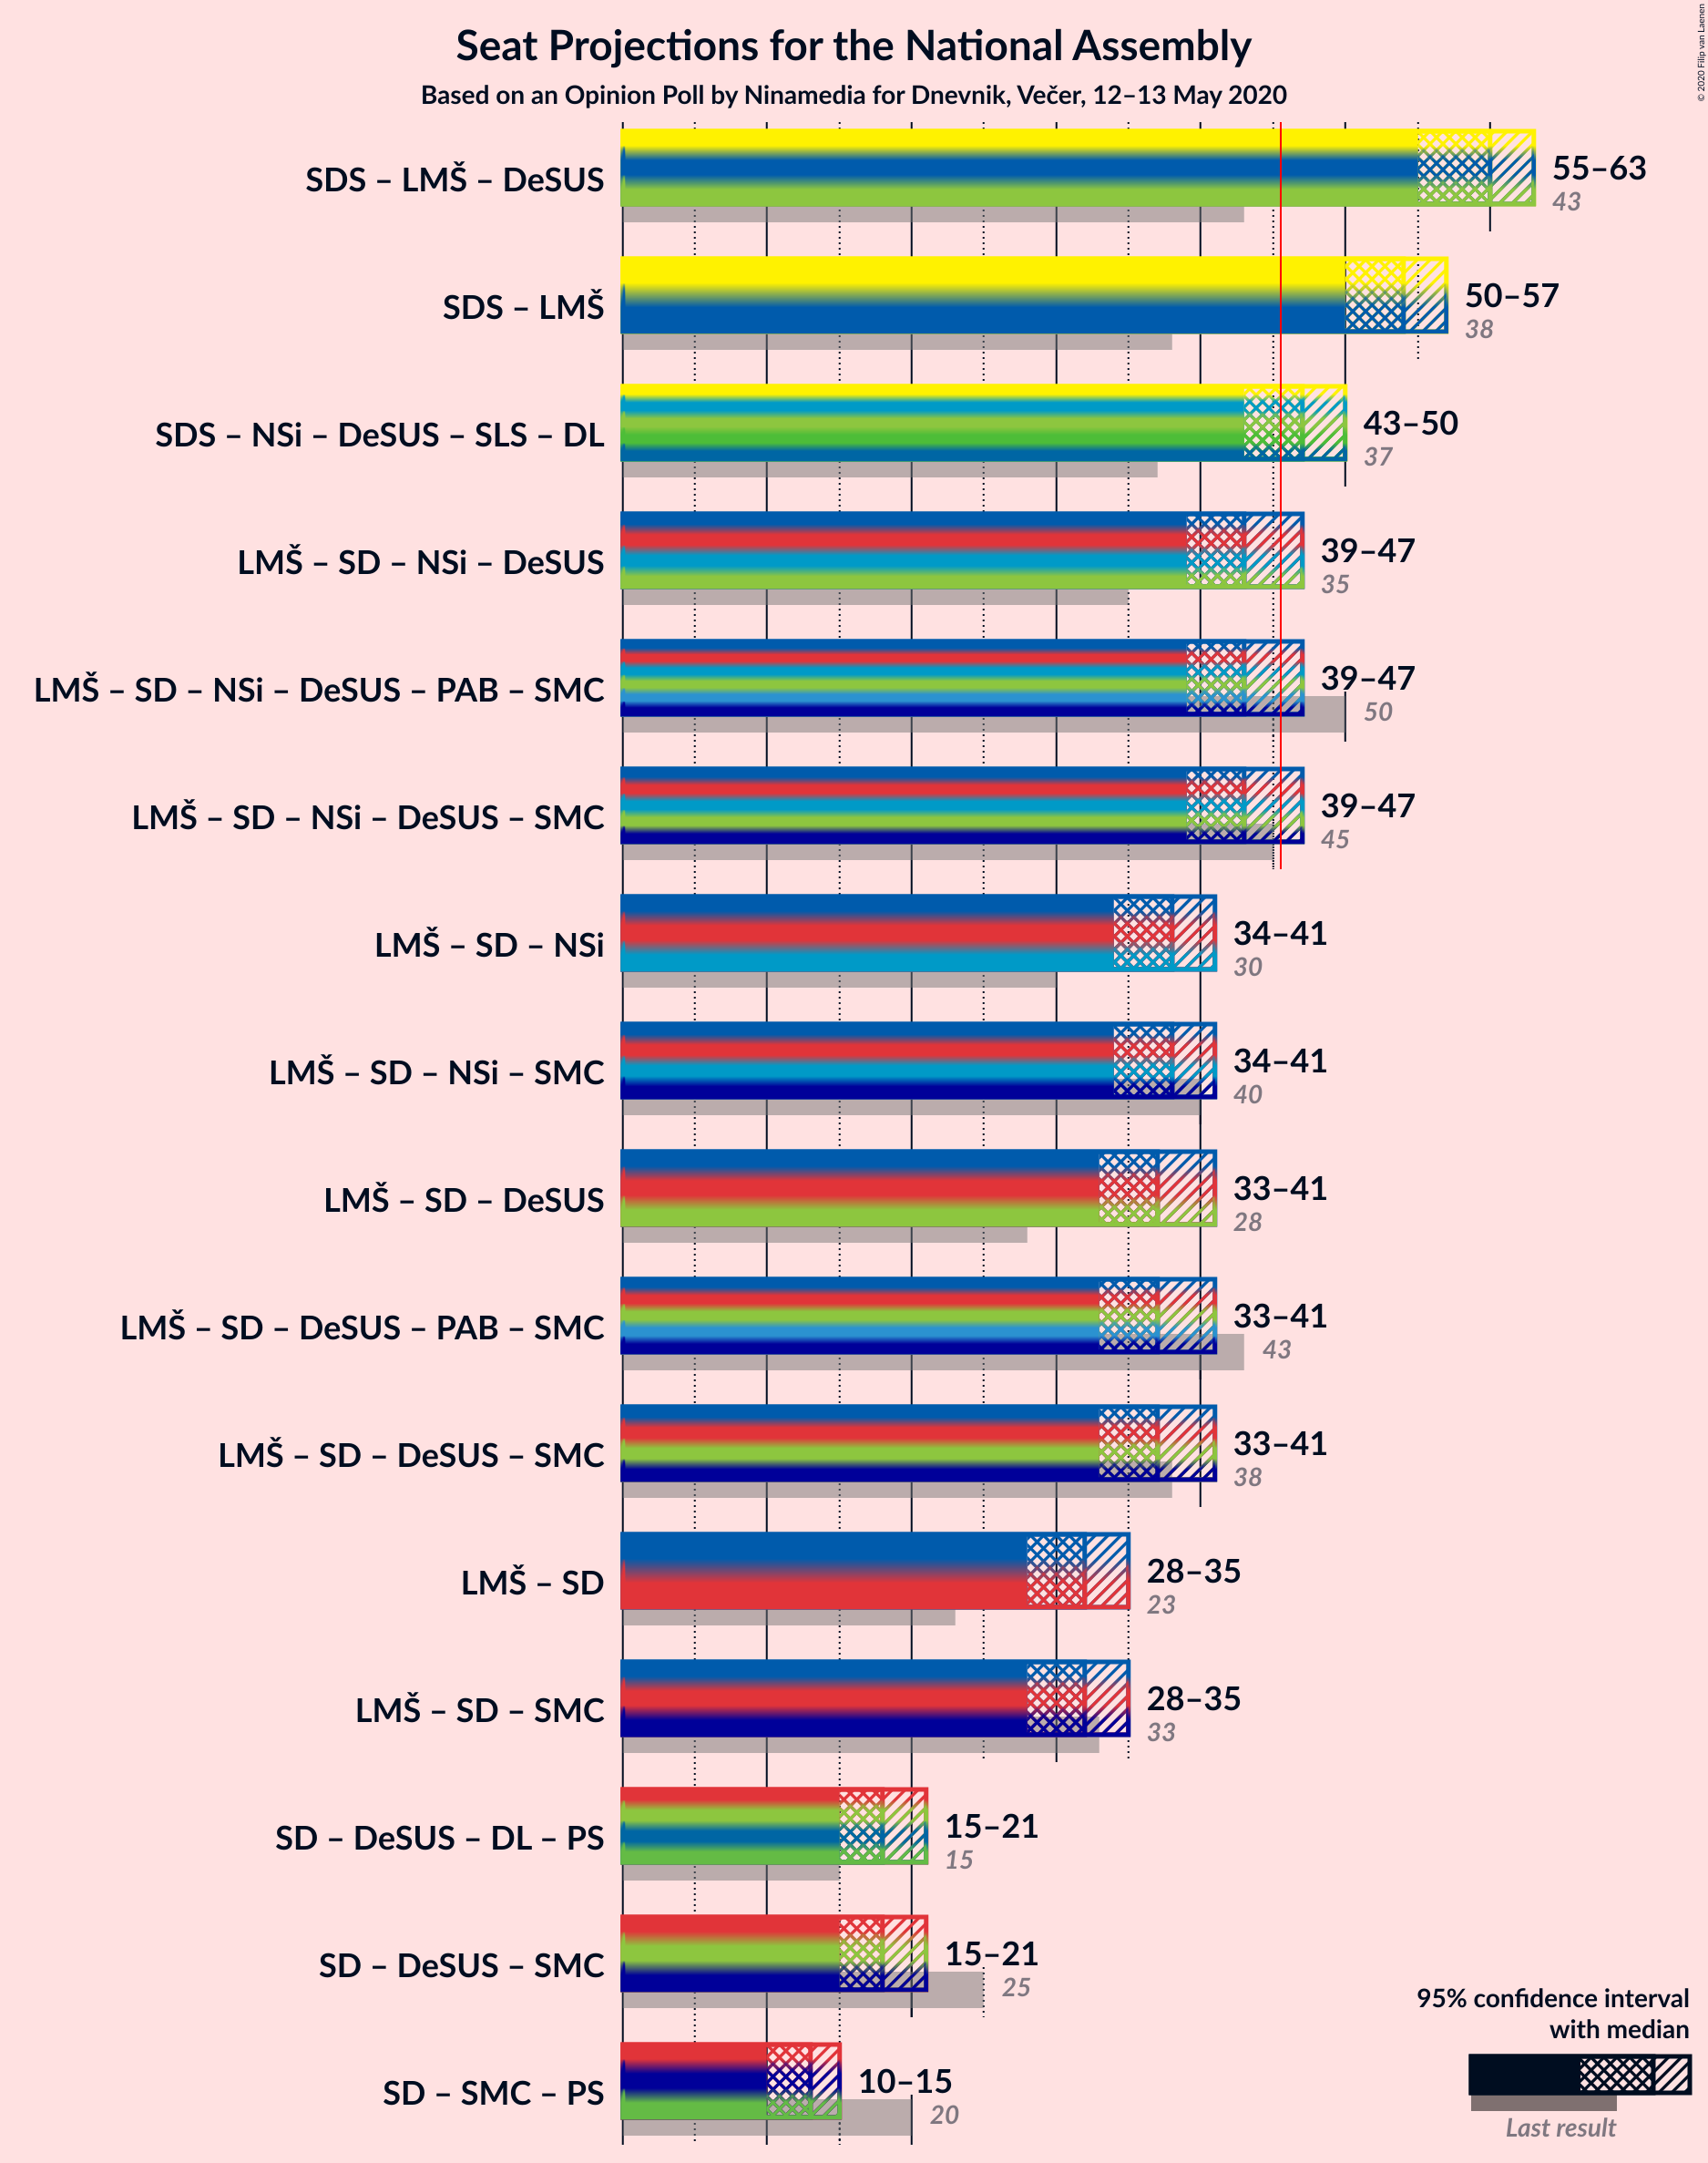 © 2020 Filip van Laenen
Seat Projections for the National Assembly
Based on an Opinion Poll by Ninamedia for Dnevnik, Večer, 12–13 May 2020
SDS – LMŠ – DeSUS
55–63
43
SDS – LMŠ
50–57
38
SDS – NSi – DeSUS – SLS – DL
43–50
37
LMŠ – SD – NSi – DeSUS
39–47
35
LMŠ – SD – NSi – DeSUS – PAB – SMC
39–47
50
LMŠ – SD – NSi – DeSUS – SMC
39–47
45
LMŠ – SD – NSi
34–41
30
LMŠ – SD – NSi – SMC
34–41
40
LMŠ – SD – DeSUS
33–41
28
LMŠ – SD – DeSUS – PAB – SMC
33–41
43
LMŠ – SD – DeSUS – SMC
33–41
38
LMŠ – SD
28–35
23
LMŠ – SD – SMC
28–35
33
SD – DeSUS – DL – PS
15–21
15
SD – DeSUS – SMC
15–21
25
SD – SMC – PS
10–15
20
95% confidence interval
with median
Last result